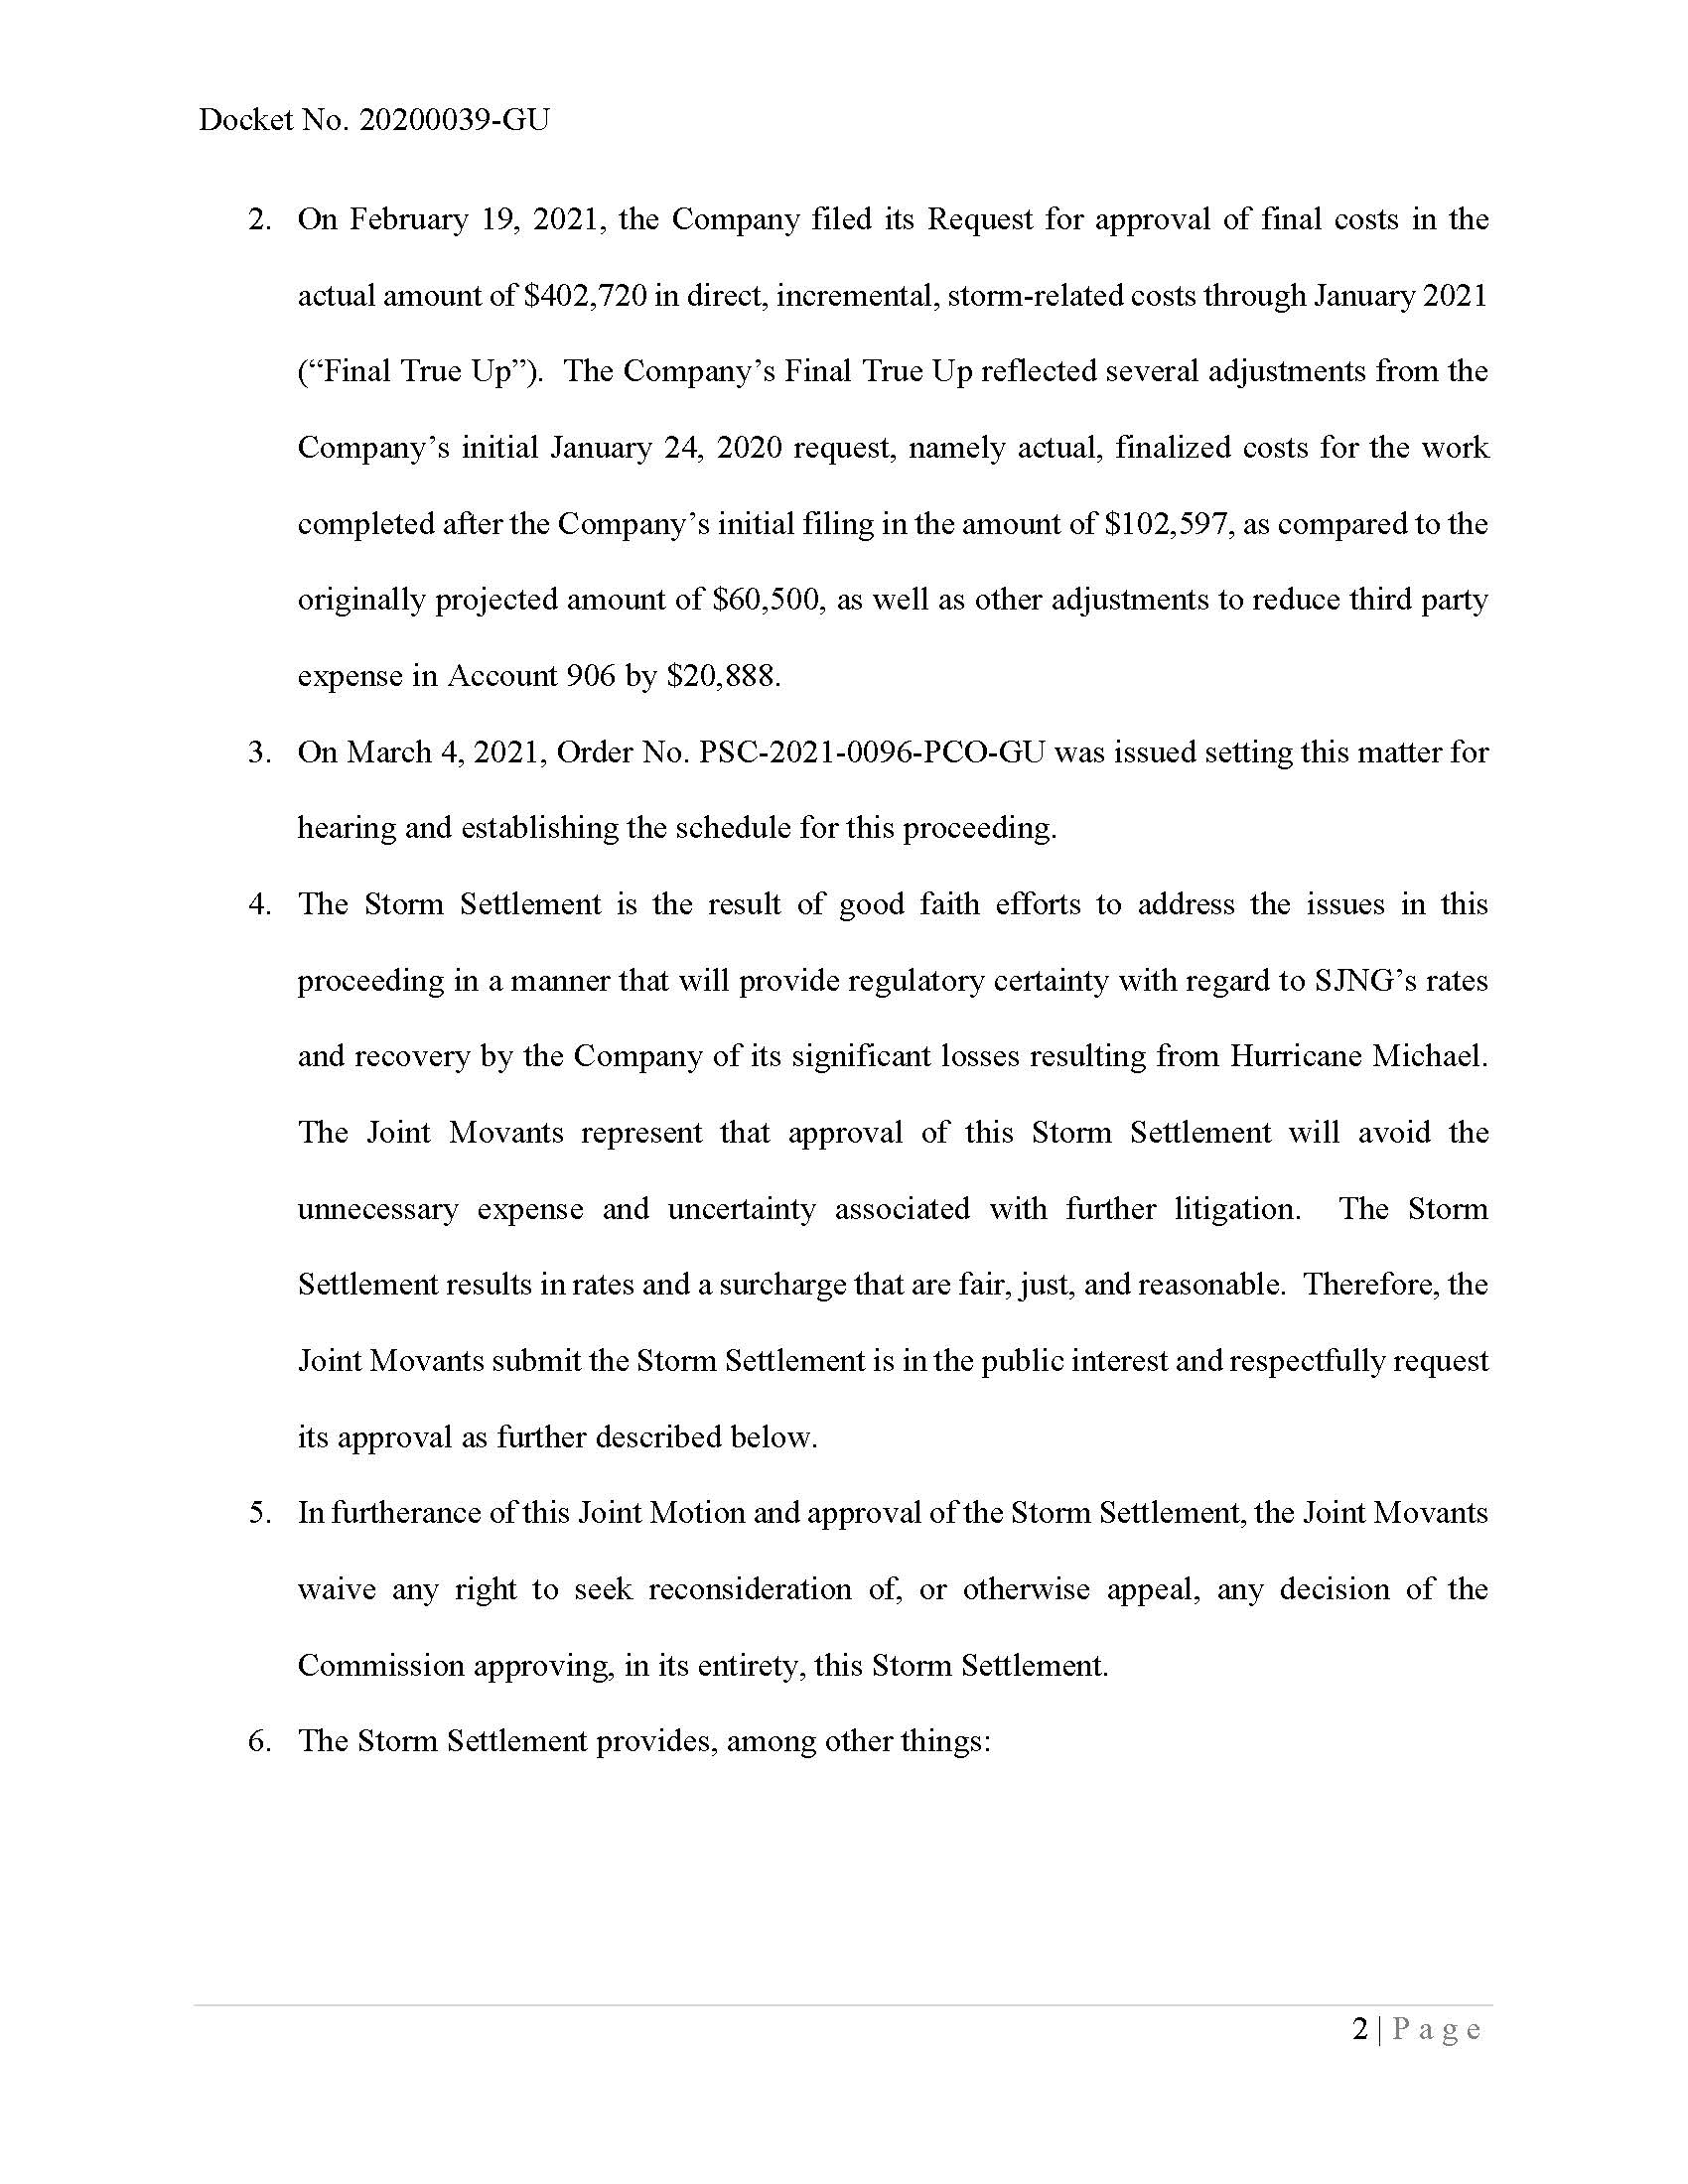 Docket No. 20200039-GU
2. On February 19, 2021, the Company filed its Request for approval of final costs in the
actual amount of $402,720 in direct, incremental, storm-related costs through January 2021
(“Final True Up”).  The Company’s Final True Up reflected several adjustments from the
Company’s initial January 24, 2020 request, namely actual, finalized costs for the work
completed after the Company’s initial filing in the amount of $102,597, as compared to the
originally projected amount of $60,500, as well as other adjustments to reduce third party
expense in Account 906 by $20,888.
3. On March 4, 2021, Order No. PSC-2021-0096-PCO-GU was issued setting this matter for
hearing and establishing the schedule for this proceeding.
4. The Storm Settlement is the result of good faith efforts to address the issues in this
proceeding in a manner that will provide regulatory certainty with regard to SJNG’s rates
and recovery by the Company of its significant losses resulting from Hurricane Michael.
The Joint Movants represent that approval of this Storm Settlement will avoid the
unnecessary expense and uncertainty associated with further litigation.  The Storm
Settlement results in rates and a surcharge that are fair, just, and reasonable.  Therefore, the
Joint Movants submit the Storm Settlement is in the public interest and respectfully request
its approval as further described below.
5. In furtherance of this Joint Motion and approval of the Storm Settlement, the Joint Movants
waive any right to seek reconsideration of, or otherwise appeal, any decision of the
Commission approving, in its entirety, this Storm Settlement.
6. The Storm Settlement provides, among other things:
2 | P a g e